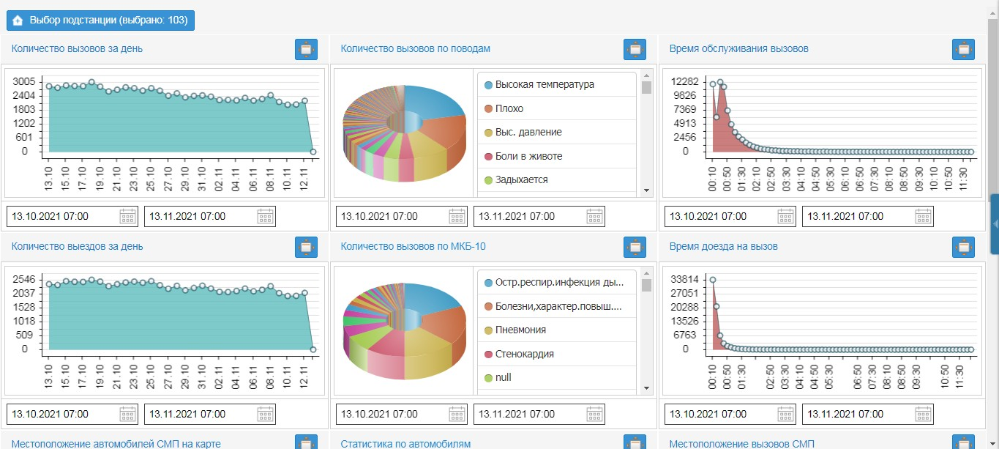 Выбор подстанции (выбрано: 103)
Количество вызовов за день
3005
2404
1803
1202
601
0
13.10 15.10 17.10 19.10 21.10 23.10 25.10 27.10 29.10 31.10 02.11 04.11 06.11 08.11 10.11 12.11
13.10.2021 07:00 13.11.2021 07:00
Количество вызовов по поводам
Высокая температура
Плохо
Выс. давление
Боли в животе
Задыхается
13.10.2021 07:00 13.11.2021 07:00
Время обслуживания вызовов
12282
9826
7369
4913
2456
0
00:10 00:50 01:30 02:10 02:50 03:30 04:10 04:50 05:30 06:10 06:50 07:30 08:10 08:50 09:30 10:10 10:50 11:30
13.10.2021 07:00 13.11.2021 07:00
Количество выездов за день
2546
2037
1528
1018
509
0
13.10 15.10 17.10 19.10 21.10 23.10 25.10 27.10 29.10 31.10 02.11 04.11 06.11 08.11 10.11 12.11
13.10.2021 07:00 13.11.2021 07:00
Количество вызовов по МКБ-10
Остр.респир.инфекция ды...
Болезни,характер.повыш....
Пневмония
Стенокардия
null
13.10.2021 07:00 13.11.2021 07:00
Время доезда на вызов
33814
27051
20288
13526
6763
0
00:10 00:50 01:30 02:50 03:30 04:10 04:50 05:30 06:50 07:30 08:10 08:50 09:30 10:50 11:30
13.10.2021 07:00 13.11.2021 07:00
Местоположение автомобилей СМП на карте
Статистика по автомобилям
Местоположение вызовов СМП